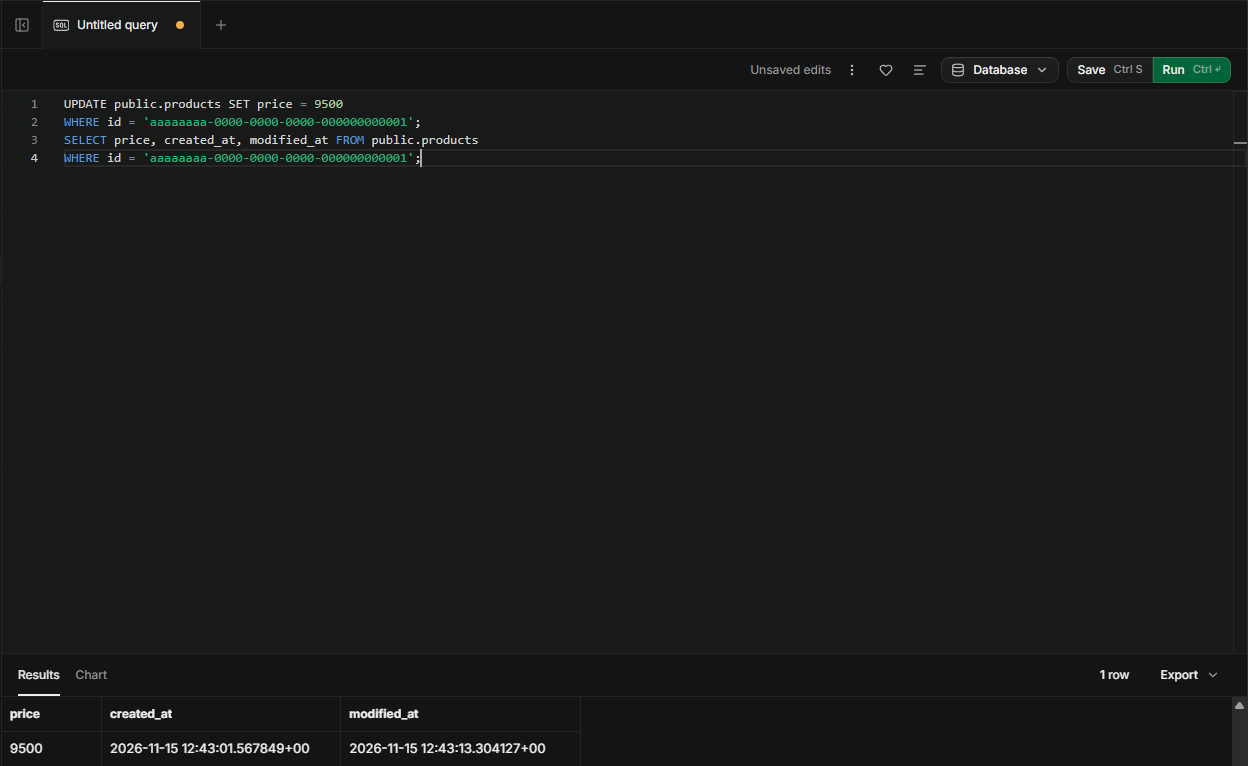 SQL Untitled query
Unsaved edits Database Save Ctrl S Run Ctrl ↵
1 UPDATE public.products SET price = 9500
2 WHERE id = 'aaaaaaaa-0000-0000-0000-000000000001';
3 SELECT price, created_at, modified_at FROM public.products
4 WHERE id = 'aaaaaaaa-0000-0000-0000-000000000001';
Results Chart 1 row Export
price created_at modified_at
9500 2026-11-15 12:43:01.567849+00 2026-11-15 12:43:13.304127+00